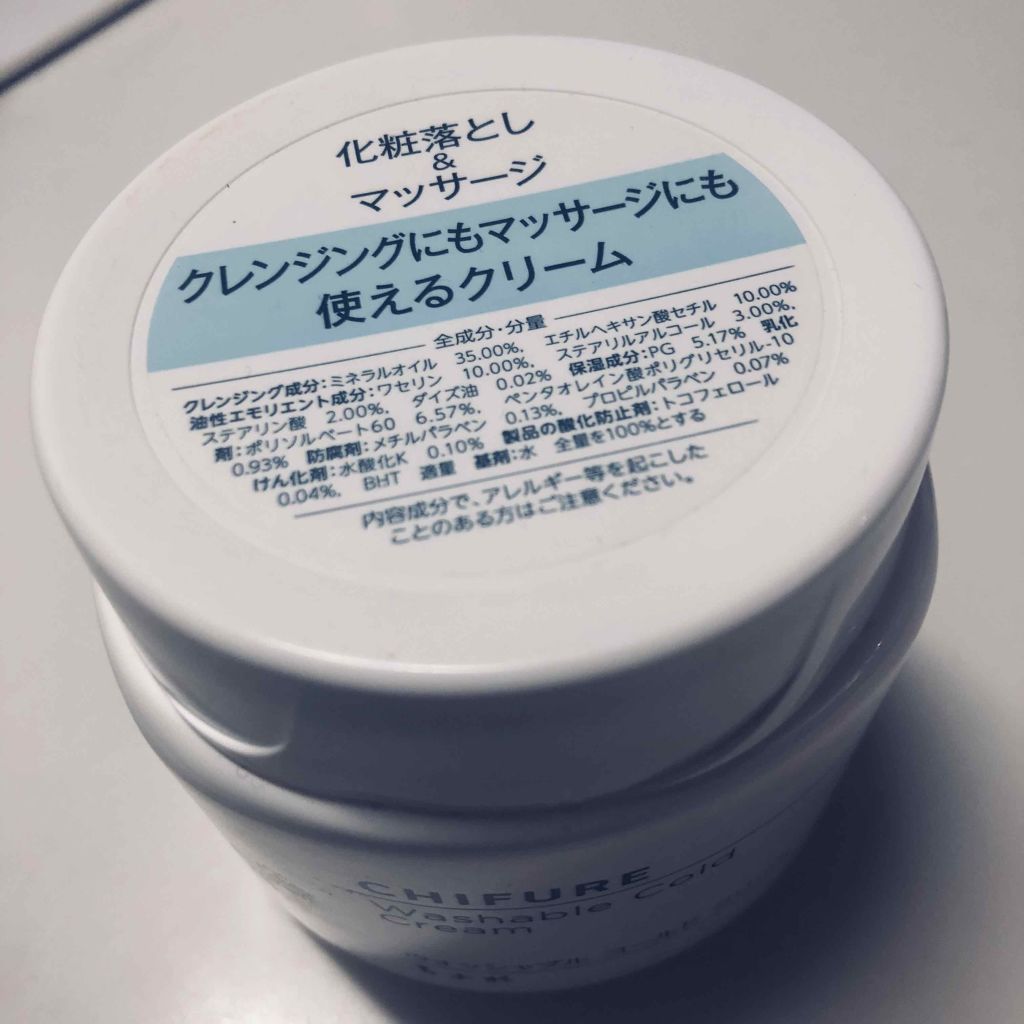 化粧落とし
&
マッサージ
クレンジングにもマッサージにも
使えるクリーム
全成分・分量
クレンジング成分:ミネラルオイル 35.00%、 エチルヘキサン酸セチル 10.00%
油性エモリエント成分:ワセリン 10.00%、 ステアリルアルコール 3.00%、
ステアリン酸 2.00%、 ダイズ油 0.02% 保湿成分:PG 5.17% 乳化
剤:ポリソルベート60 6.57%、 ペンタオレイン酸ポリグリセリル-10
0.93% 防腐剤:メチルパラベン 0.13%、 プロピルパラベン 0.07%
けん化剤:水酸化K 0.10% 製品の酸化防止剤:トコフェロール
0.04%、 BHT 適量 基剤:水 全量を100%とする
内容成分で、アレルギー等を起こした
ことのある方はご注意ください。
CHIFURE
Washable Cold
Cream